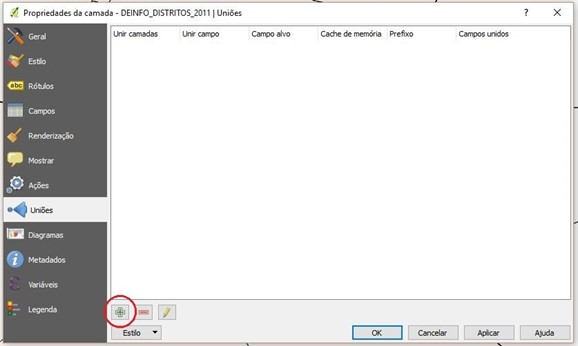 Propriedades da camada - DEINFO_DISTRITOS_2011 | Uniões
?
Geral
Estilo
abc Rótulos
Campos
Renderização
Mostrar
Ações
Uniões
Diagramas
Metadados
Variáveis
Legenda
Unir camadas Unir campo Campo alvo Cache de memória Prefixo Campos unidos
Estilo
OK Cancelar Aplicar Ajuda